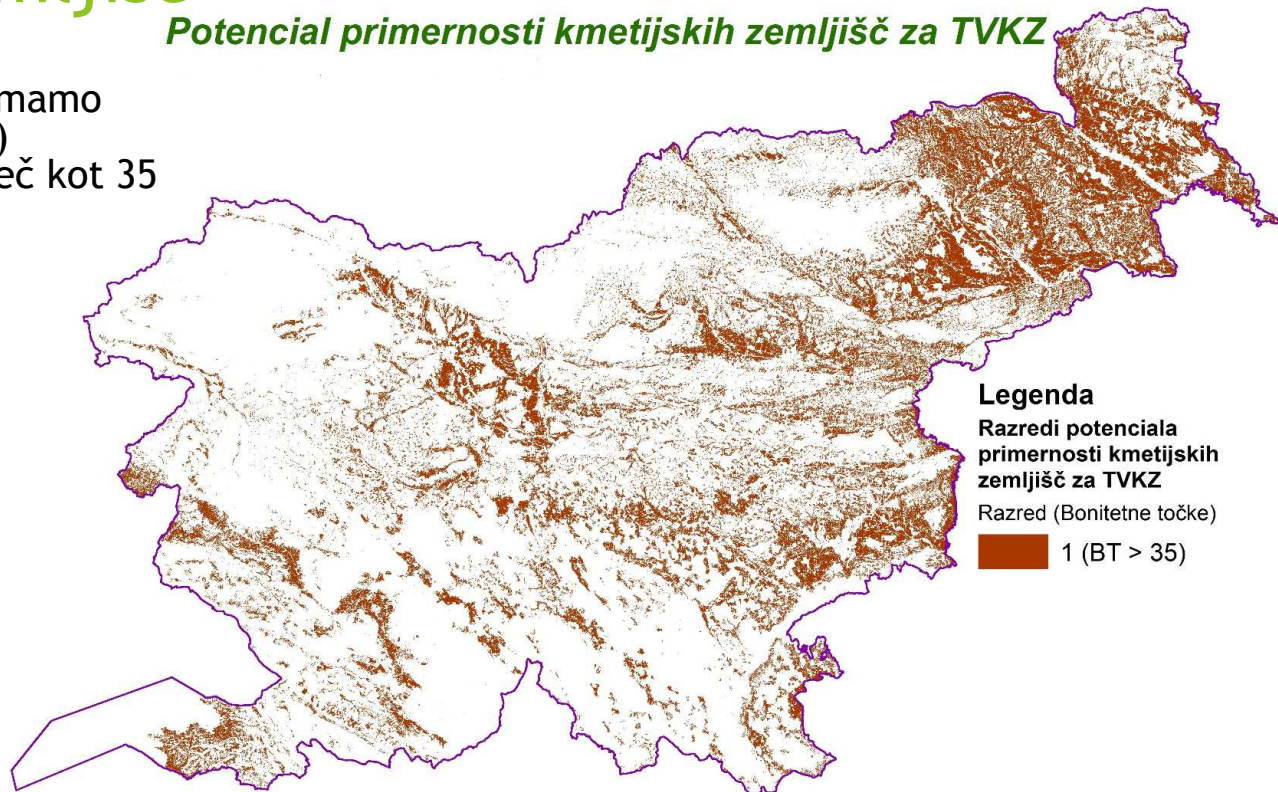 Potencial primernosti kmetijskih zemljišč za TVKZ
mamo
)
eč kot 35
Legenda
Razredi potenciala
primernosti kmetijskih
zemljišč za TVKZ
Razred (Bonitetne točke)
1 (BT > 35)